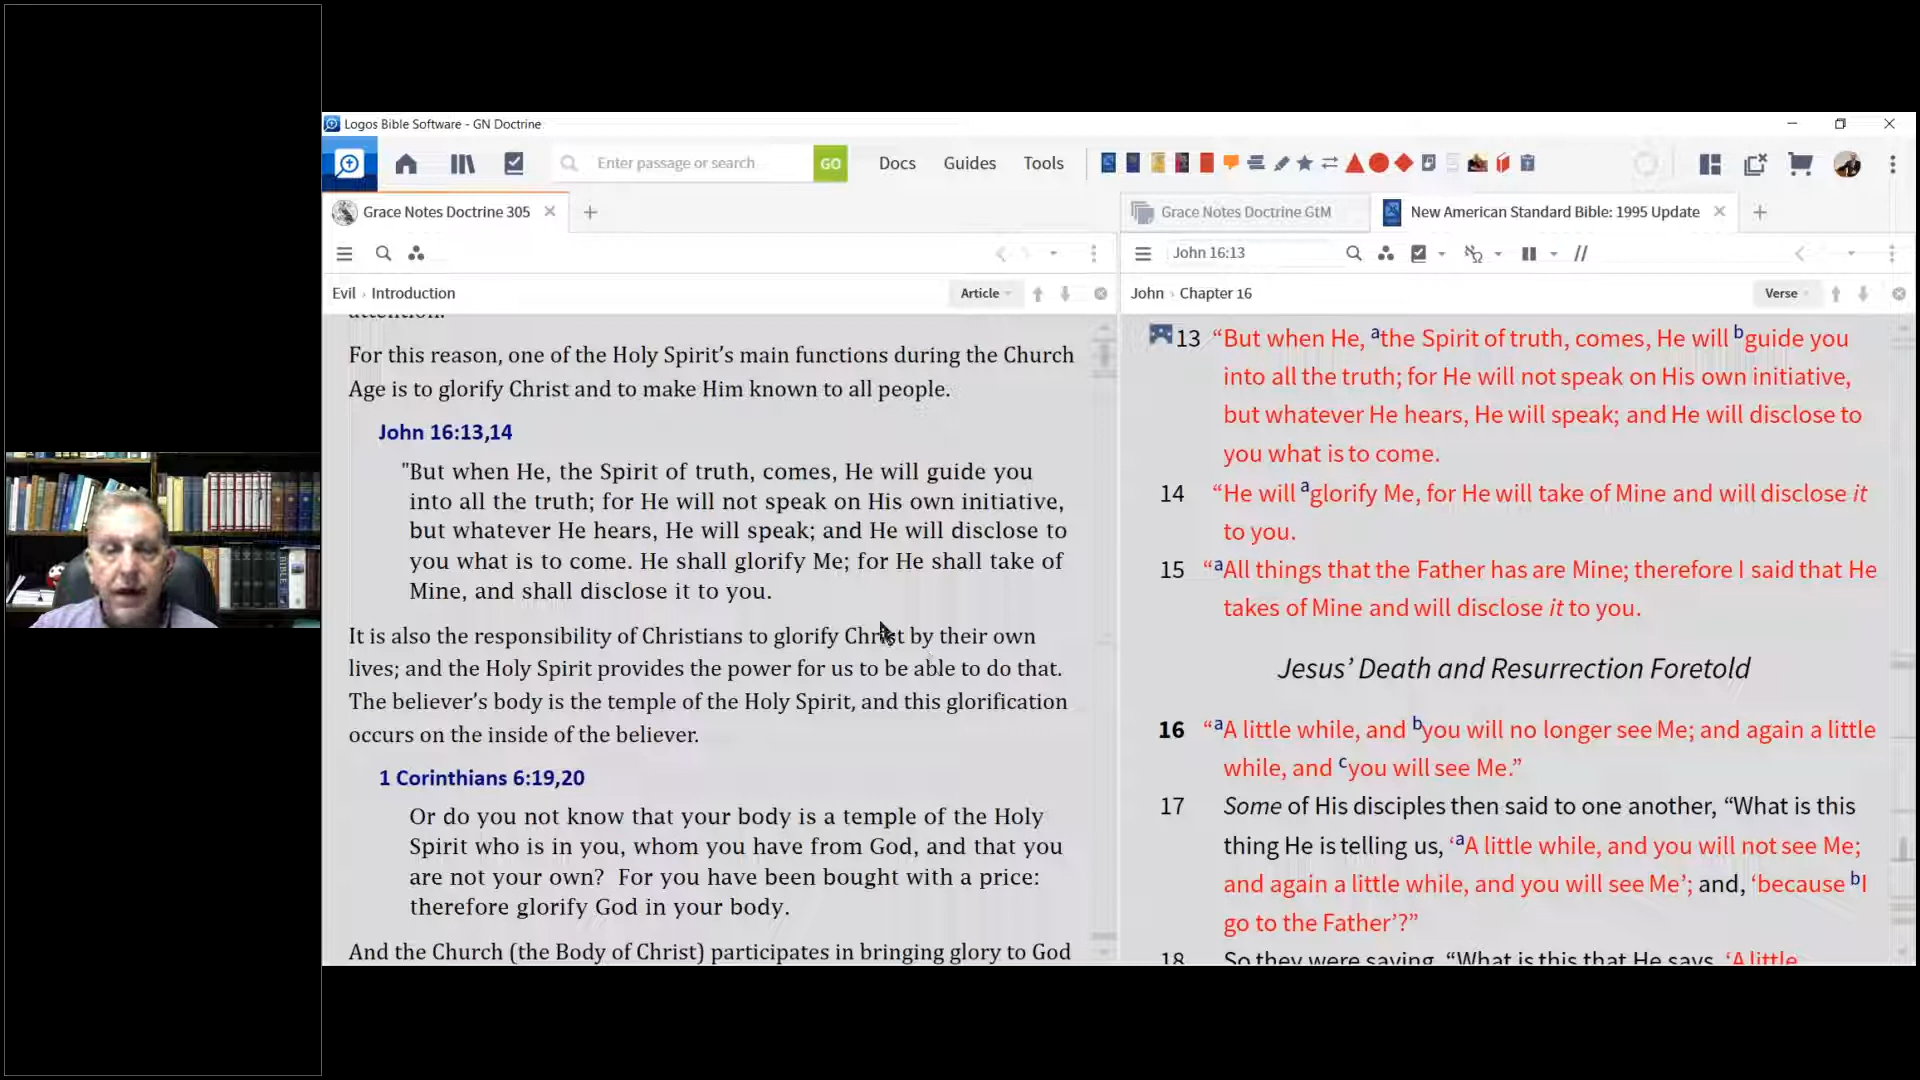 Logos Bible Software - GN Doctrine
Enter passage or search...
GO
Docs
Guides
Tools
Grace Notes Doctrine 305
Evil › Introduction
Article
attention.
For this reason, one of the Holy Spirit’s main functions during the Church
Age is to glorify Christ and to make Him known to all people.
John 16:13,14
"But when He, the Spirit of truth, comes, He will guide you
into all the truth; for He will not speak on His own initiative,
but whatever He hears, He will speak; and He will disclose to
you what is to come. He shall glorify Me; for He shall take of
Mine, and shall disclose it to you.
It is also the responsibility of Christians to glorify Christ by their own
lives; and the Holy Spirit provides the power for us to be able to do that.
The believer’s body is the temple of the Holy Spirit, and this glorification
occurs on the inside of the believer.
1 Corinthians 6:19,20
Or do you not know that your body is a temple of the Holy
Spirit who is in you, whom you have from God, and that you
are not your own?  For you have been bought with a price:
therefore glorify God in your body.
And the Church (the Body of Christ) participates in bringing glory to God
Grace Notes Doctrine GtM
New American Standard Bible: 1995 Update
John 16:13
John › Chapter 16
Verse
13 “But when He, athe Spirit of truth, comes, He will bguide you
into all the truth; for He will not speak on His own initiative,
but whatever He hears, He will speak; and He will disclose to
you what is to come.
14 “He will aglorify Me, for He will take of Mine and will disclose it
to you.
15 “aAll things that the Father has are Mine; therefore I said that He
takes of Mine and will disclose it to you.
Jesus’ Death and Resurrection Foretold
16 “aA little while, and byou will no longer see Me; and again a little
while, and cyou will see Me.”
17 Some of His disciples then said to one another, “What is this
thing He is telling us, ‘aA little while, and you will not see Me;
and again a little while, and you will see Me’; and, ‘because bI
go to the Father’?”
18 So they were saying, “What is this that He says, ‘A little
BIBLE